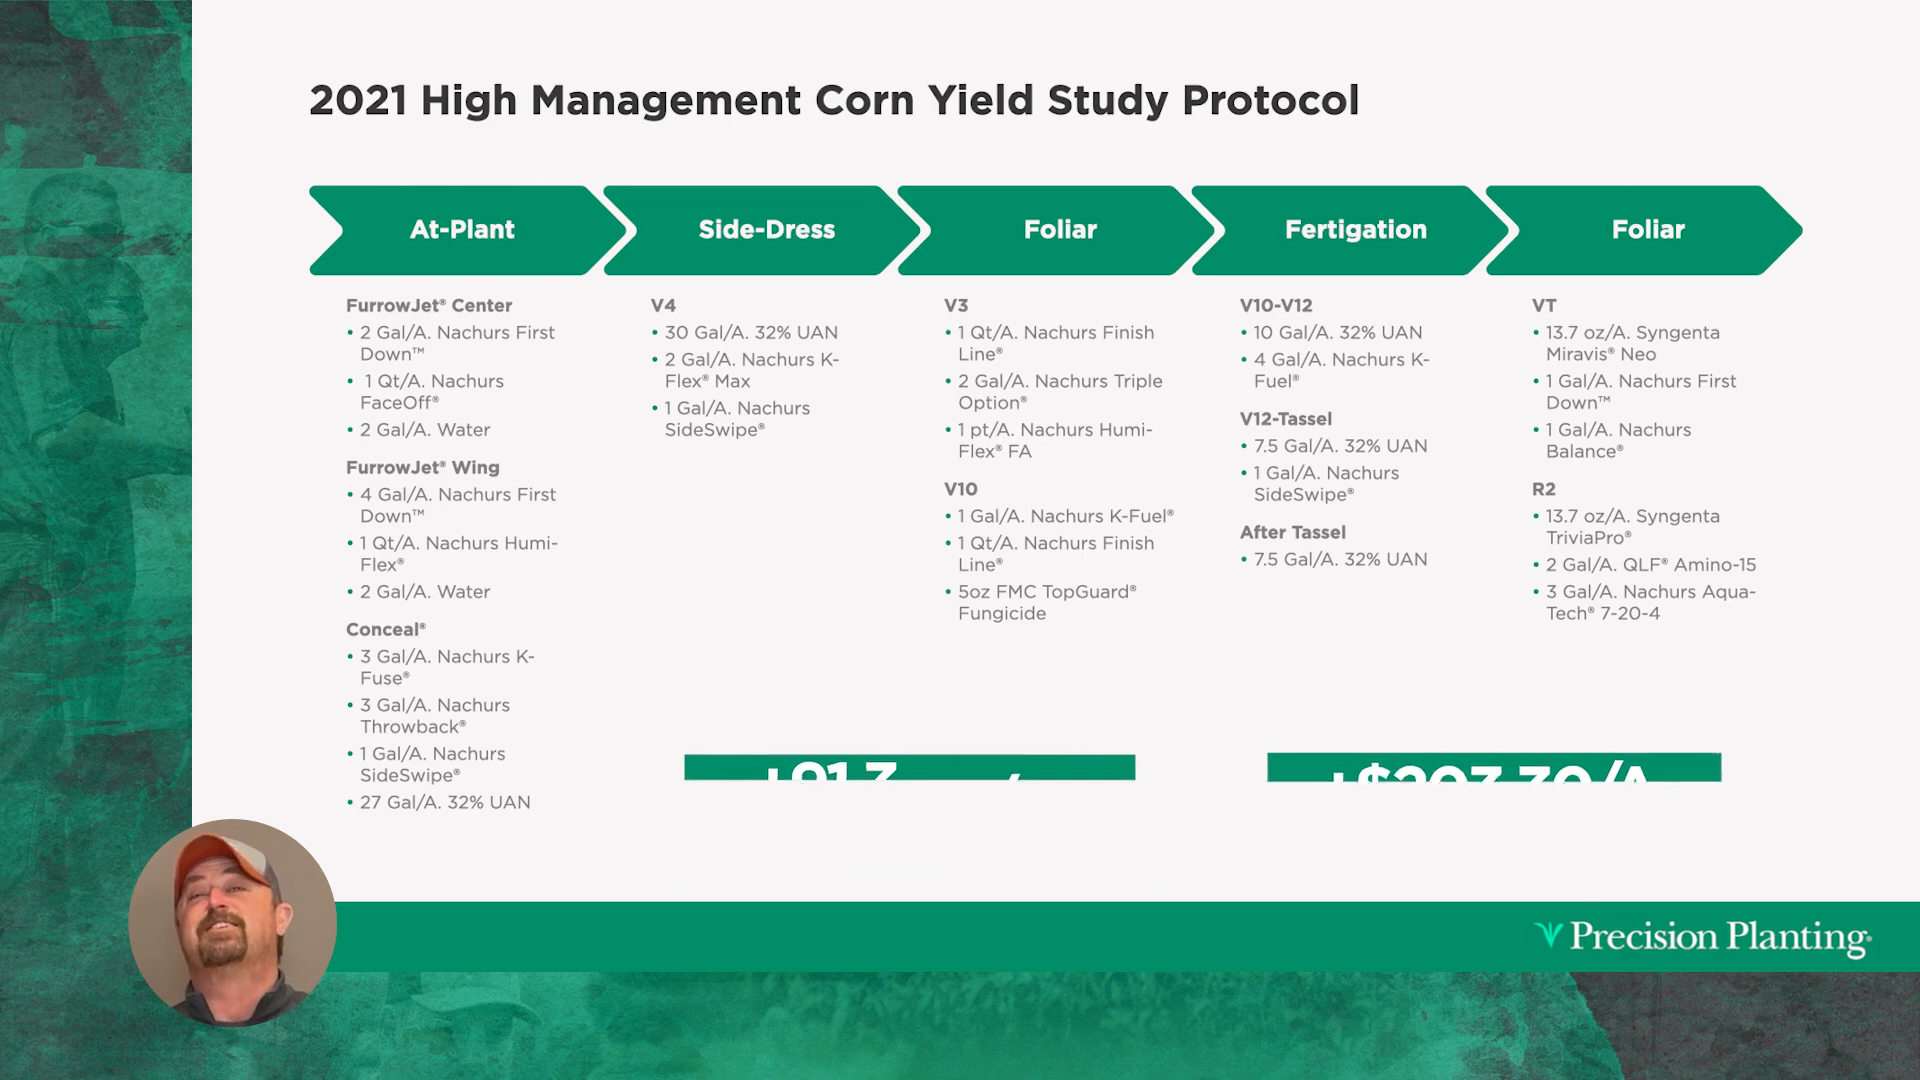 2021 High Management Corn Yield Study Protocol
At-Plant
FurrowJet® Center
• 2 Gal/A. Nachurs First
Down™
• 1 Qt/A. Nachurs
FaceOff®
• 2 Gal/A. Water
FurrowJet® Wing
• 4 Gal/A. Nachurs First
Down™
• 1 Qt/A. Nachurs Humi-
Flex®
• 2 Gal/A. Water
Conceal®
• 3 Gal/A. Nachurs K-
Fuse®
• 3 Gal/A. Nachurs
Throwback®
• 1 Gal/A. Nachurs
SideSwipe®
• 27 Gal/A. 32% UAN
Side-Dress
V4
• 30 Gal/A. 32% UAN
• 2 Gal/A. Nachurs K-
Flex® Max
• 1 Gal/A. Nachurs
SideSwipe®
Foliar
V3
• 1 Qt/A. Nachurs Finish
Line®
• 2 Gal/A. Nachurs Triple
Option®
• 1 pt/A. Nachurs Humi-
Flex® FA
V10
• 1 Gal/A. Nachurs K-Fuel®
• 1 Qt/A. Nachurs Finish
Line®
• 5oz FMC TopGuard®
Fungicide
Fertigation
V10-V12
• 10 Gal/A. 32% UAN
• 4 Gal/A. Nachurs K-
Fuel®
V12-Tassel
• 7.5 Gal/A. 32% UAN
• 1 Gal/A. Nachurs
SideSwipe®
After Tassel
• 7.5 Gal/A. 32% UAN
Foliar
VT
• 13.7 oz/A. Syngenta
Miravis® Neo
• 1 Gal/A. Nachurs First
Down™
• 1 Gal/A. Nachurs
Balance®
R2
• 13.7 oz/A. Syngenta
TriviaPro®
• 2 Gal/A. QLF® Amino-15
• 3 Gal/A. Nachurs Aqua-
Tech® 7-20-4
Precision Planting®